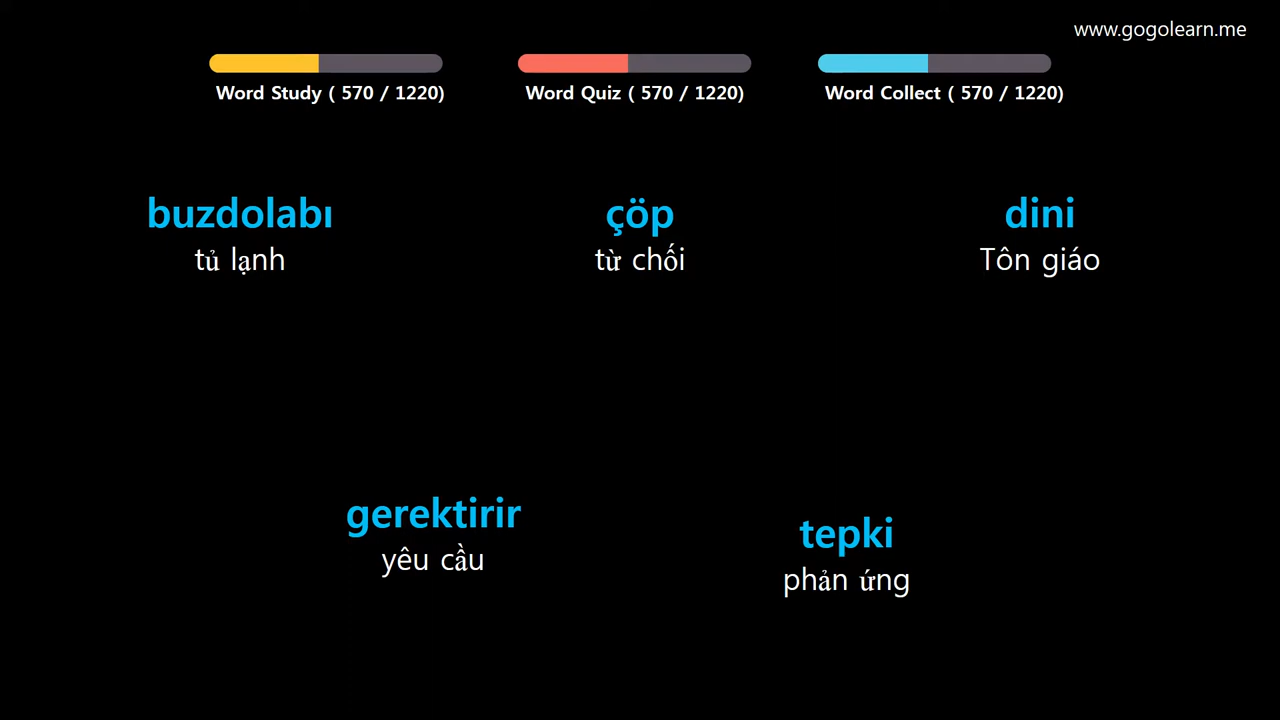 www.gogolearn.me
Word Study ( 570 / 1220)
Word Quiz ( 570 / 1220)
Word Collect ( 570 / 1220)
buzdolabı
tủ lạnh
çöp
từ chối
dini
Tôn giáo
gerektirir
yêu cầu
tepki
phản ứng